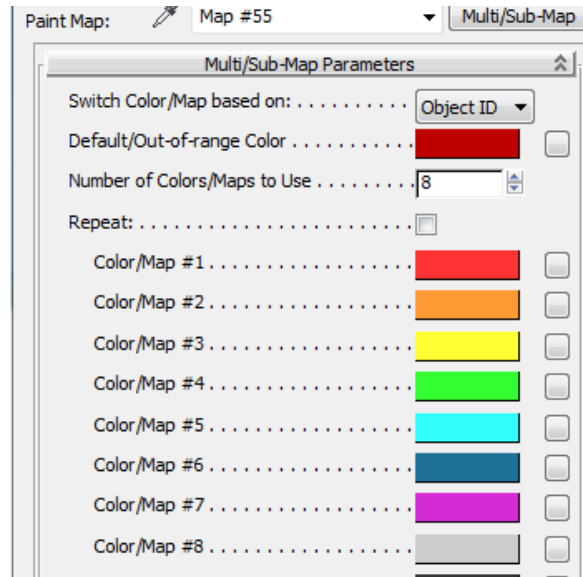 Paint Map: Map #55 Multi/Sub-Map
Multi/Sub-Map Parameters
Switch Color/Map based on: . . . . . . . . . . Object ID
Default/Out-of-range Color . . . . . . . . . . .
Number of Colors/Maps to Use . . . . . . . . . 8
Repeat: . . . . . . . . . . . . . . . . . . . . . . . . .
Color/Map #1 . . . . . . . . . . . . . . . . . .
Color/Map #2 . . . . . . . . . . . . . . . . . .
Color/Map #3 . . . . . . . . . . . . . . . . . .
Color/Map #4 . . . . . . . . . . . . . . . . . .
Color/Map #5 . . . . . . . . . . . . . . . . . .
Color/Map #6 . . . . . . . . . . . . . . . . . .
Color/Map #7 . . . . . . . . . . . . . . . . . .
Color/Map #8 . . . . . . . . . . . . . . . . . .